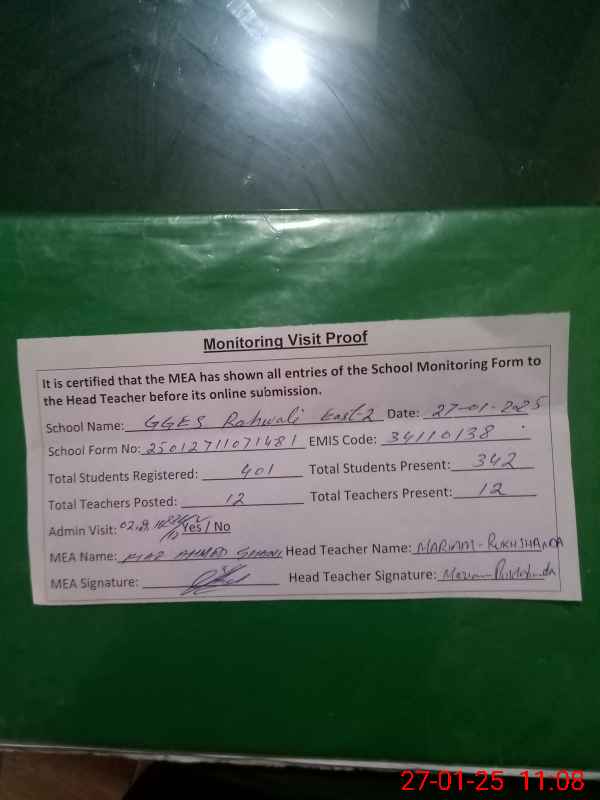 Monitoring Visit Proof
It is certified that the MEA has shown all entries of the School Monitoring Form to
the Head Teacher before its online submission.
School Name: GGES Rahwali East-2 Date: 27-01-2025
School Form No: 25012711071481 EMIS Code: 34110138
Total Students Registered: 401 Total Students Present: 342
Total Teachers Posted: 12 Total Teachers Present: 12
Admin Visit: Yes / No
MEA Name: AHMED Head Teacher Name: MARIAM - RUKHSHANDA
MEA Signature: Head Teacher Signature:
27-01-25 11.08